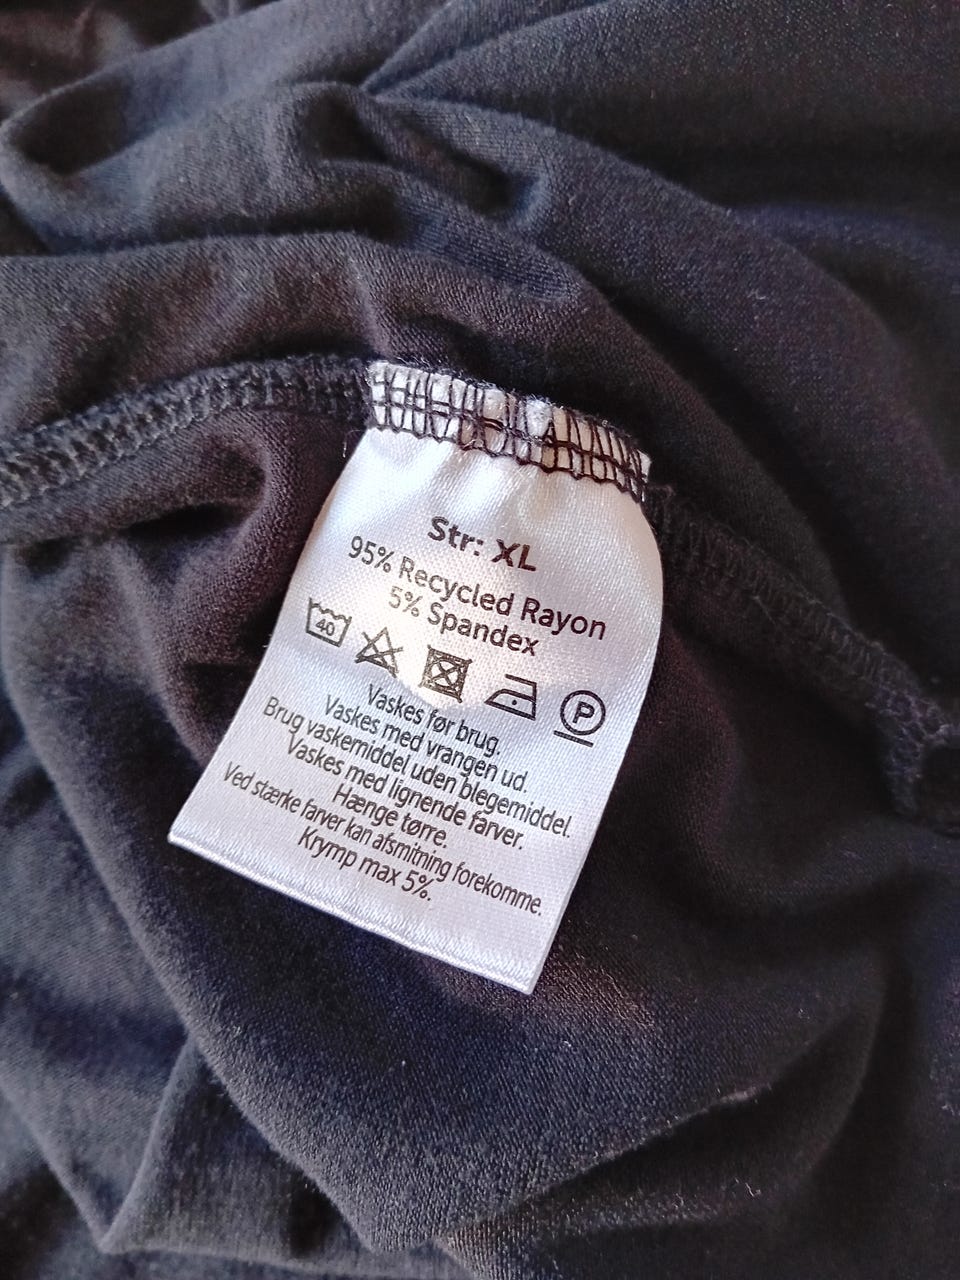 Str: XL
95% Recycled Rayon
5% Spandex
40 P
Vaskes før brug.
Vaskes med vrangen ud.
Brug vaskemiddel uden blegemiddel.
Vaskes med lignende farver.
Hænge tørre.
Ved stærke farver kan afsmitning forekomme.
Krymp max 5%.